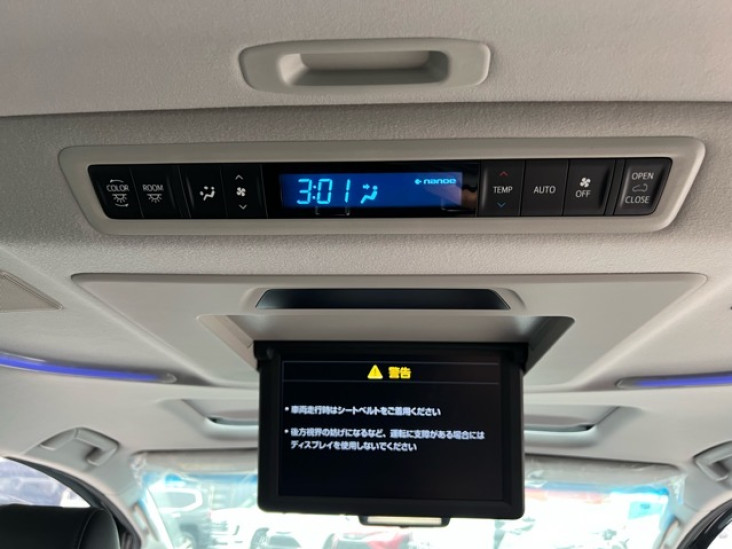 COLOR
ROOM
3:01
nanoe
TEMP
AUTO
OFF
OPEN
CLOSE
警告
・車両走行時はシートベルトをご着用ください
・後方視界の妨げになるなど、運転に支障がある場合には
ディスプレイを使用しないでください